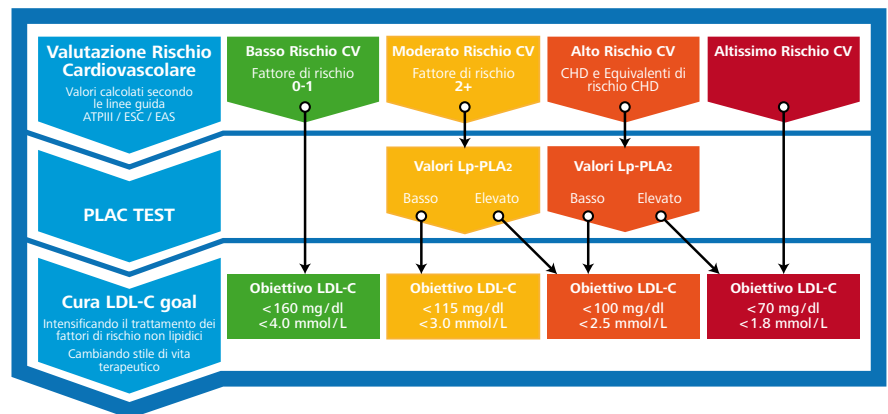 Valutazione Rischio
Cardiovascolare
Valori calcolati secondo
le linee guida
ATPIII / ESC / EAS
Basso Rischio CV
Fattore di rischio
0-1
Moderato Rischio CV
Fattore di rischio
2+
Alto Rischio CV
CHD e Equivalenti di
rischio CHD
Altissimo Rischio CV
PLAC TEST
Valori Lp-PLA2
Basso Elevato
Valori Lp-PLA2
Basso Elevato
Cura LDL-C goal
Intensificando il trattamento dei
fattori di rischio non lipidici
Cambiando stile di vita
terapeutico
Obiettivo LDL-C
<160 mg/dl
<4.0 mmol/L
Obiettivo LDL-C
<115 mg/dl
<3.0 mmol/L
Obiettivo LDL-C
<100 mg/dl
<2.5 mmol/L
Obiettivo LDL-C
<70 mg/dl
<1.8 mmol/L